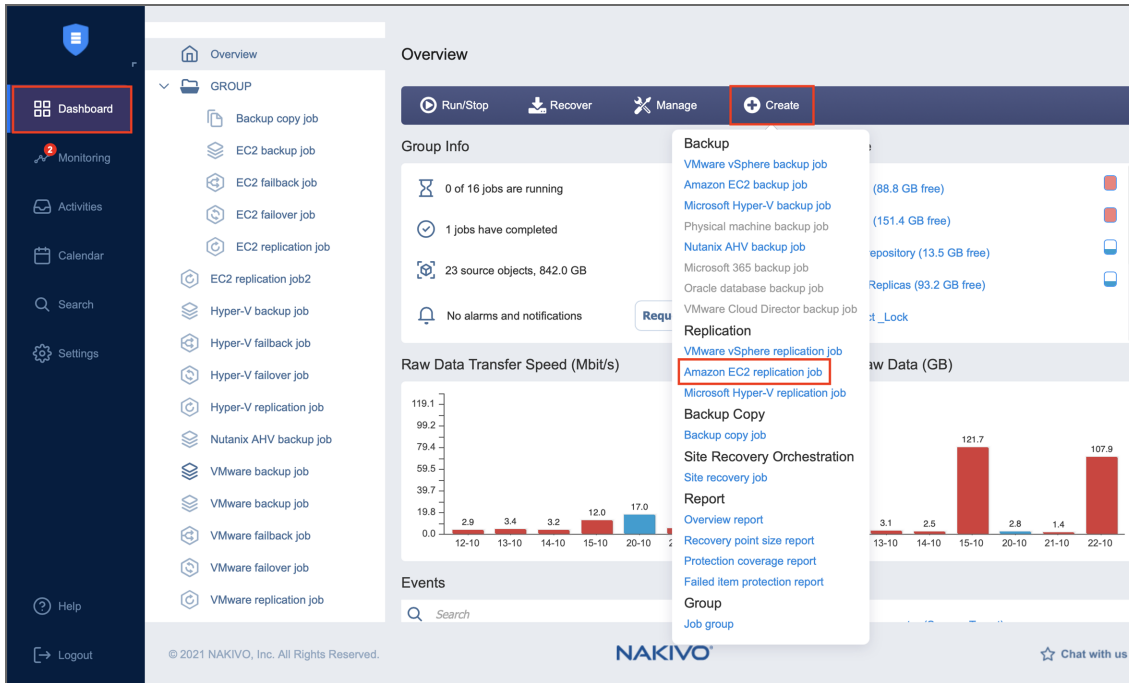 Dashboard
2
Monitoring
Activities
Calendar
Search
Settings
Help
Logout
Overview
GROUP
Backup copy job
EC2 backup job
EC2 failback job
EC2 failover job
EC2 replication job
EC2 replication job2
Hyper-V backup job
Hyper-V failback job
Hyper-V failover job
Hyper-V replication job
Nutanix AHV backup job
VMware backup job
VMware backup job
VMware failback job
VMware failover job
VMware replication job
Overview
Run/Stop Recover Manage Create
Group Info
0 of 16 jobs are running
1 jobs have completed
23 source objects, 842.0 GB
No alarms and notifications
Backup
VMware vSphere backup job
Amazon EC2 backup job
Microsoft Hyper-V backup job
Physical machine backup job
Nutanix AHV backup job
Microsoft 365 backup job
Oracle database backup job
VMware Cloud Director backup job
Replication
VMware vSphere replication job
Amazon EC2 replication job
Microsoft Hyper-V replication job
Backup Copy
Backup copy job
Site Recovery Orchestration
Site recovery job
Report
Overview report
Recovery point size report
Protection coverage report
Failed item protection report
Group
Job group
(88.8 GB free)
(151.4 GB free)
epository (13.5 GB free)
Replicas (93.2 GB free)
_Lock
Raw Data Transfer Speed (Mbit/s)
119.1
99.2
79.4
59.5
39.7
19.8
0.0
2.9 3.4 3.2 12.0 17.0
12-10 13-10 14-10 15-10 20-10
aw Data (GB)
3.1 2.5 121.7 2.8 1.4 107.9
13-10 14-10 15-10 20-10 21-10 22-10
Events
Search
© 2021 NAKIVO, Inc. All Rights Reserved.
NAKIVO®
Chat with us